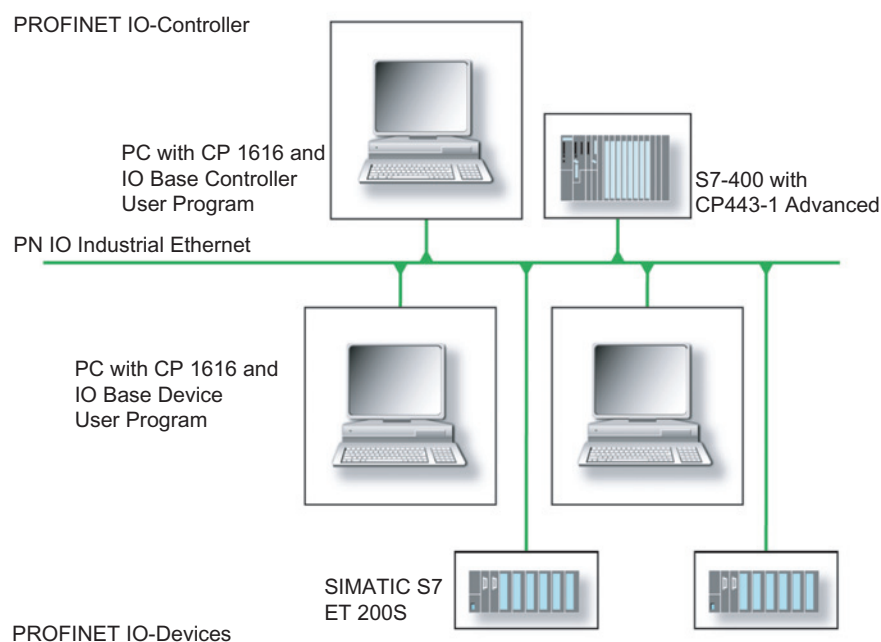 PROFINET IO-Controller
PC with CP 1616 and
IO Base Controller
User Program
S7-400 with
CP443-1 Advanced
PN IO Industrial Ethernet
PC with CP 1616 and
IO Base Device
User Program
SIMATIC S7
ET 200S
PROFINET IO-Devices